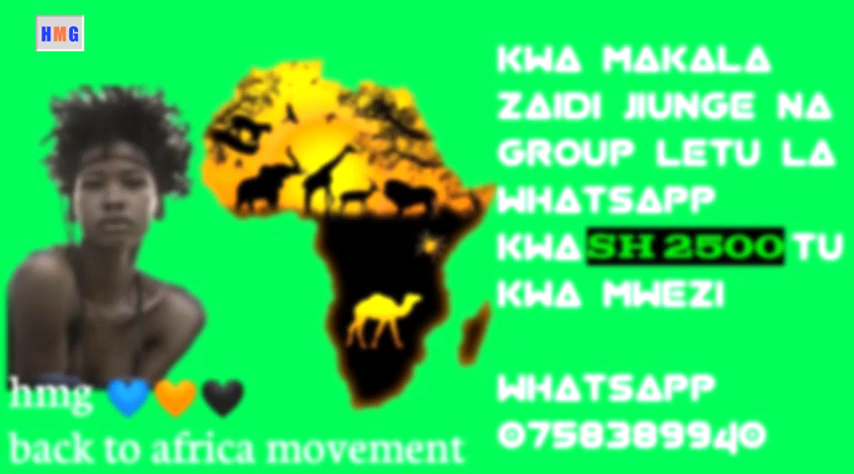 HMG
KWA MAKALA
ZAIDI JIUNGE NA
GROUP LETU LA
WHATSAPP
KWA SH 2500 TU
KWA MWEZI
WHATSAPP
0758389940
hmg 💙🧡🖤
back to africa movement